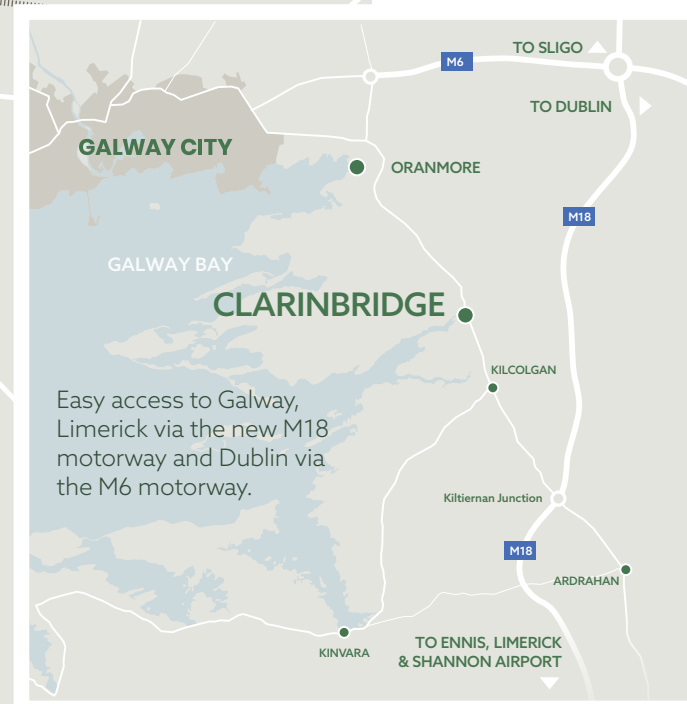 TO SLIGO
M6
TO DUBLIN
GALWAY CITY
ORANMORE
M18
GALWAY BAY
CLARINBRIDGE
KILCOLGAN
Easy access to Galway,
Limerick via the new M18
motorway and Dublin via
the M6 motorway.
Kiltiernan Junction
M18
ARDRAHAN
KINVARA
TO ENNIS, LIMERICK
& SHANNON AIRPORT